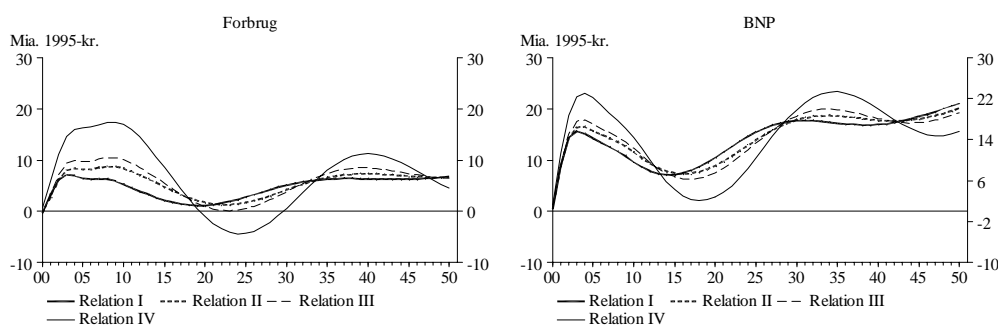 Forbrug
Mia. 1995-kr.
30 30
20 20
10 10
0 0
-10 -10
00 05 10 15 20 25 30 35 40 45 50
Relation I Relation II Relation III
Relation IV
BNP
Mia. 1995-kr.
30 30
20 22
10 14
0 6
-10 -2
-10
00 05 10 15 20 25 30 35 40 45 50
Relation I Relation II Relation III
Relation IV